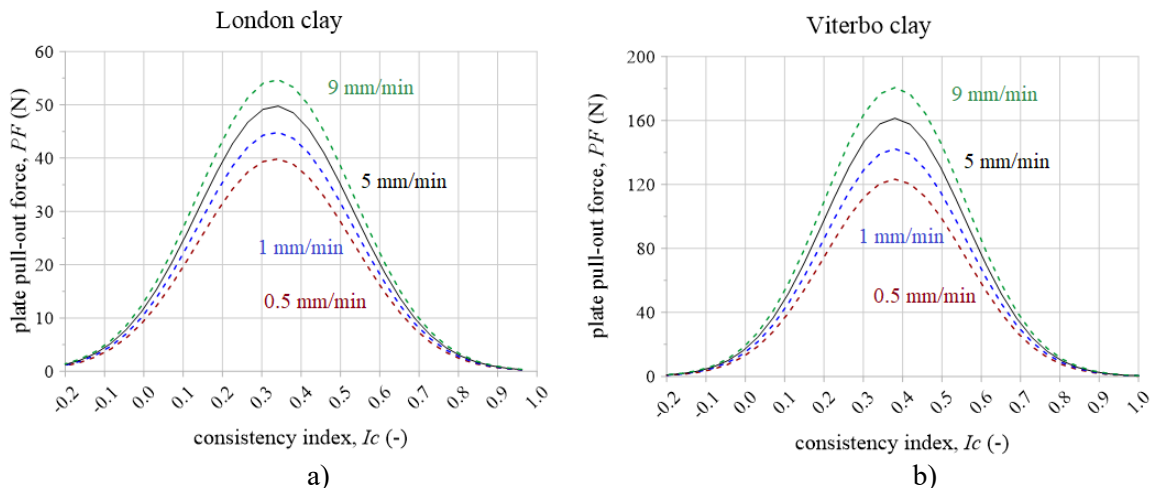 London clay
60
50
40
30
20
10
0
plate pull-out force, PF (N)
9 mm/min
5 mm/min
1 mm/min
0.5 mm/min
-0.2 -0.1 0.0 0.1 0.2 0.3 0.4 0.5 0.6 0.7 0.8 0.9 1.0
consistency index, Ic (-)
a)
Viterbo clay
200
160
120
80
40
0
plate pull-out force, PF (N)
9 mm/min
5 mm/min
1 mm/min
0.5 mm/min
-0.2 -0.1 0.0 0.1 0.2 0.3 0.4 0.5 0.6 0.7 0.8 0.9 1.0
consistency index, Ic (-)
b)